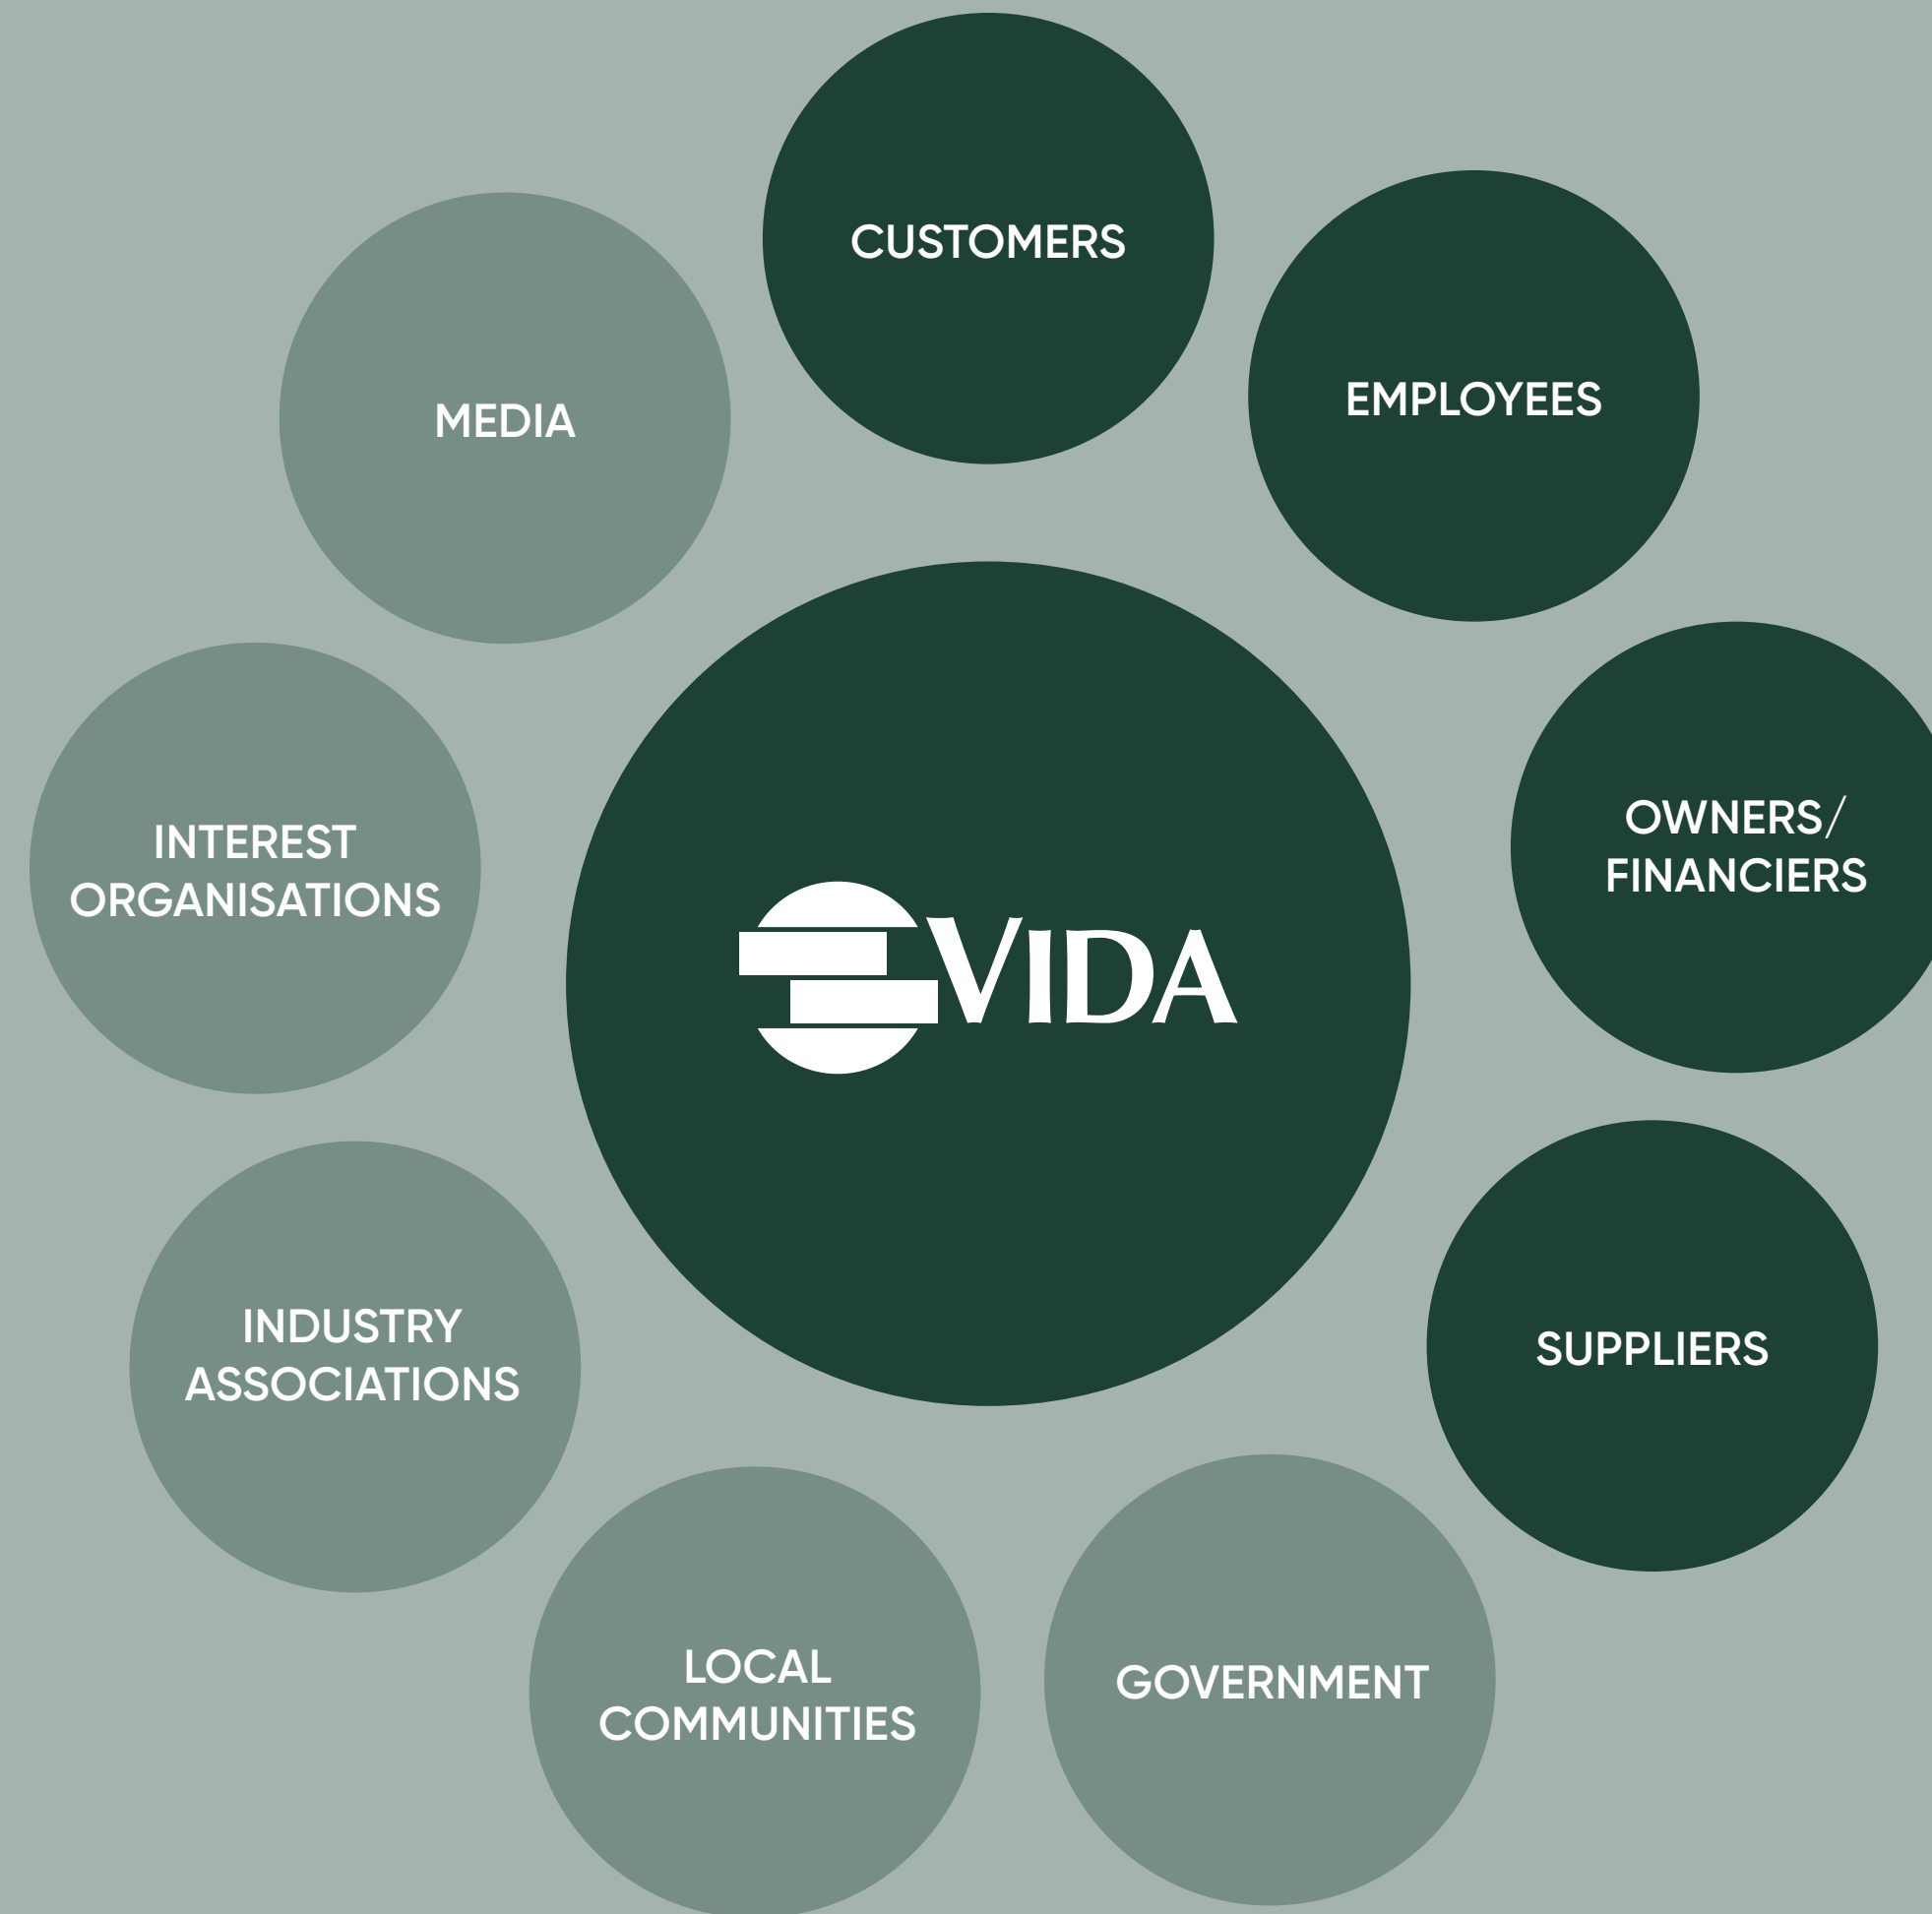 CUSTOMERS
EMPLOYEES
MEDIA
OWNERS/
FINANCIERS
INTEREST
ORGANISATIONS
VIDA
SUPPLIERS
INDUSTRY
ASSOCIATIONS
LOCAL
COMMUNITIES
GOVERNMENT